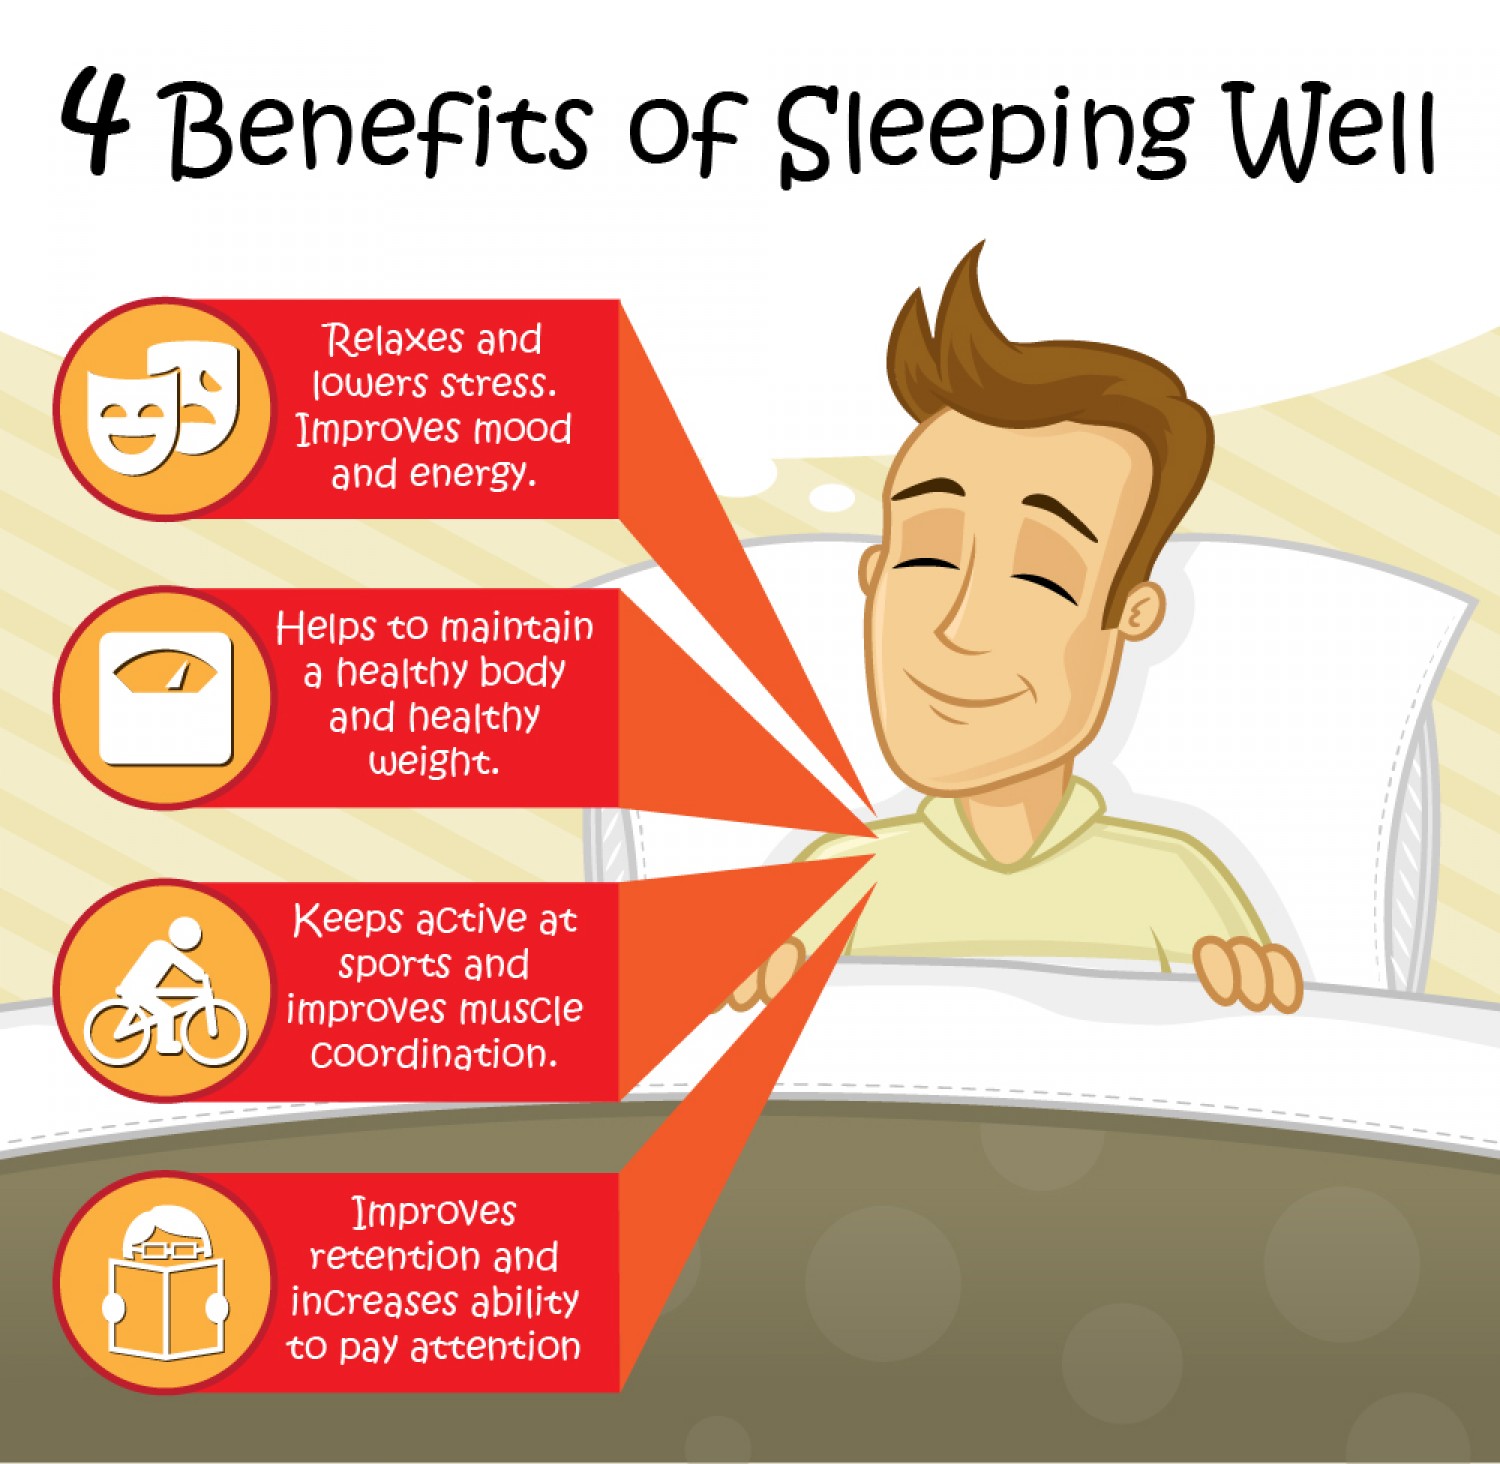 4 Benefits of Sleeping Well
Relaxes and
lowers stress.
Improves mood
and energy.
Helps to maintain
a healthy body
and healthy
weight.
Keeps active at
sports and
improves muscle
coordination.
Improves
retention and
increases ability
to pay attention